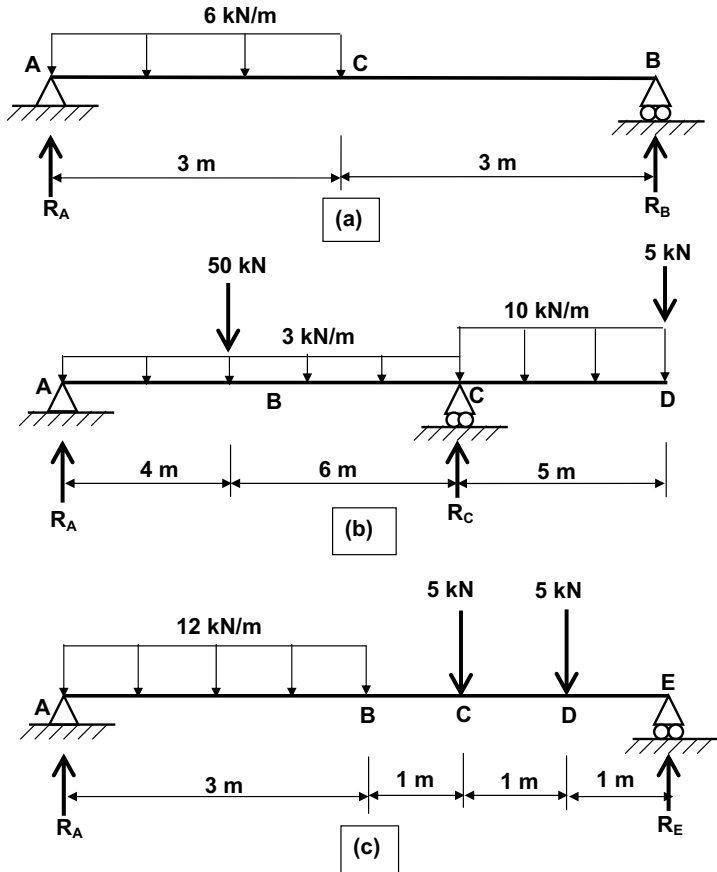 6 kN/m
A C B
3 m 3 m
R_A R_B
(a)
50 kN 5 kN
3 kN/m 10 kN/m
A B C D
4 m 6 m 5 m
R_A R_C
(b)
5 kN 5 kN
12 kN/m
A B C D E
3 m 1 m 1 m 1 m
R_A R_E
(c)